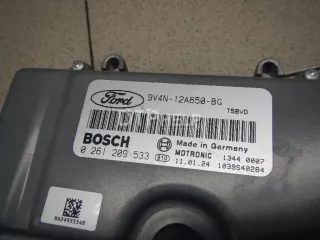 Ford
9V4N-12A650-BG
T5BVD
BOSCH
Made in Germany
MOTRONIC 1344 0007
0 261 209 533 STD 11.01.24 1039S40284